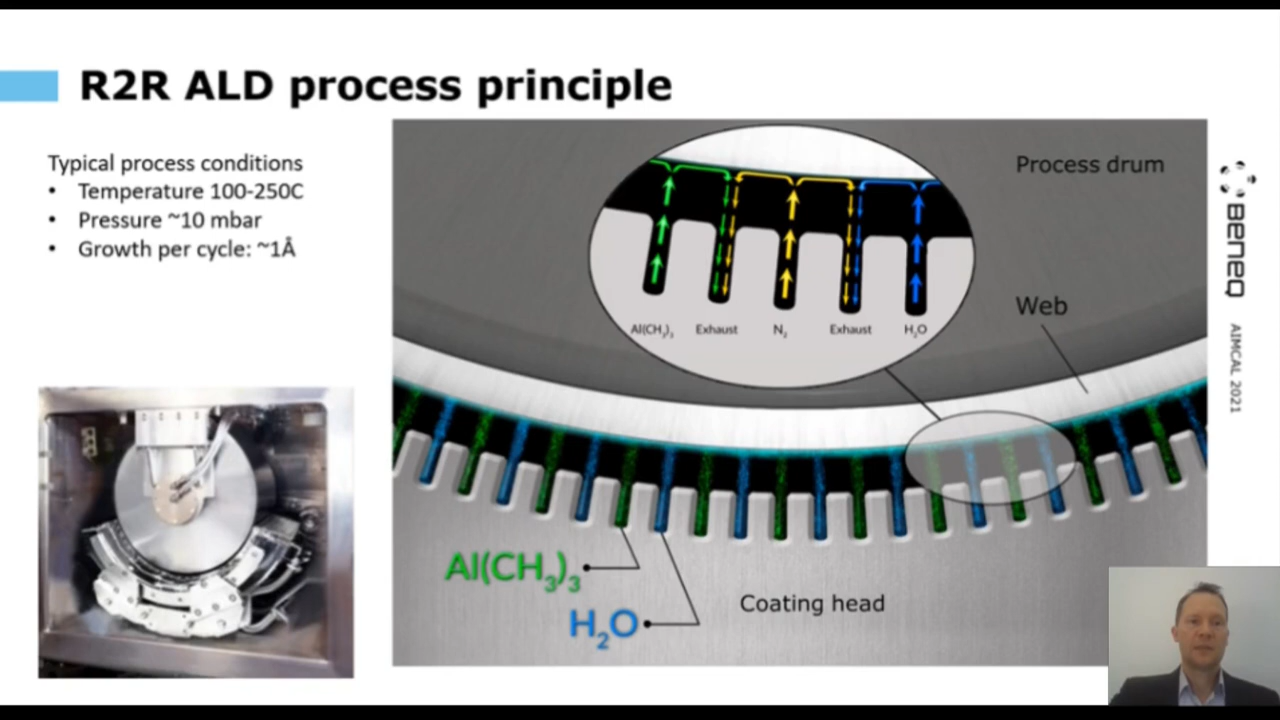 R2R ALD process principle
Typical process conditions
• Temperature 100-250C
• Pressure ~10 mbar
• Growth per cycle: ~1Å
Process drum
Web
Al(CH₃)₃ Exhaust N₂ Exhaust H₂O
Al(CH₃)₃
H₂O
Coating head
BENEQ
AIMCAL 2021